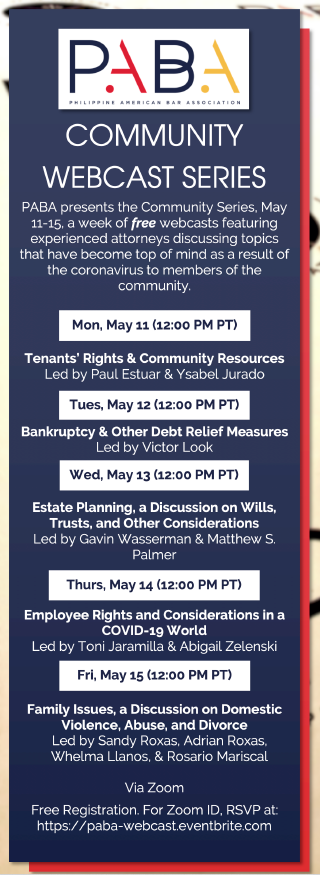 PABA
PHILIPPINE AMERICAN BAR ASSOCIATION
COMMUNITY
WEBCAST SERIES
PABA presents the Community Series, May
11-15, a week of free webcasts featuring
experienced attorneys discussing topics
that have become top of mind as a result of
the coronavirus to members of the
community.
Mon, May 11 (12:00 PM PT)
Tenants' Rights & Community Resources
Led by Paul Estuar & Ysabel Jurado
Tues, May 12 (12:00 PM PT)
Bankruptcy & Other Debt Relief Measures
Led by Victor Look
Wed, May 13 (12:00 PM PT)
Estate Planning, a Discussion on Wills,
Trusts, and Other Considerations
Led by Gavin Wasserman & Matthew S.
Palmer
Thurs, May 14 (12:00 PM PT)
Employee Rights and Considerations in a
COVID-19 World
Led by Toni Jaramilla & Abigail Zelenski
Fri, May 15 (12:00 PM PT)
Family Issues, a Discussion on Domestic
Violence, Abuse, and Divorce
Led by Sandy Roxas, Adrian Roxas,
Whelma Llanos, & Rosario Mariscal
Via Zoom
Free Registration. For Zoom ID, RSVP at:
https://paba-webcast.eventbrite.com